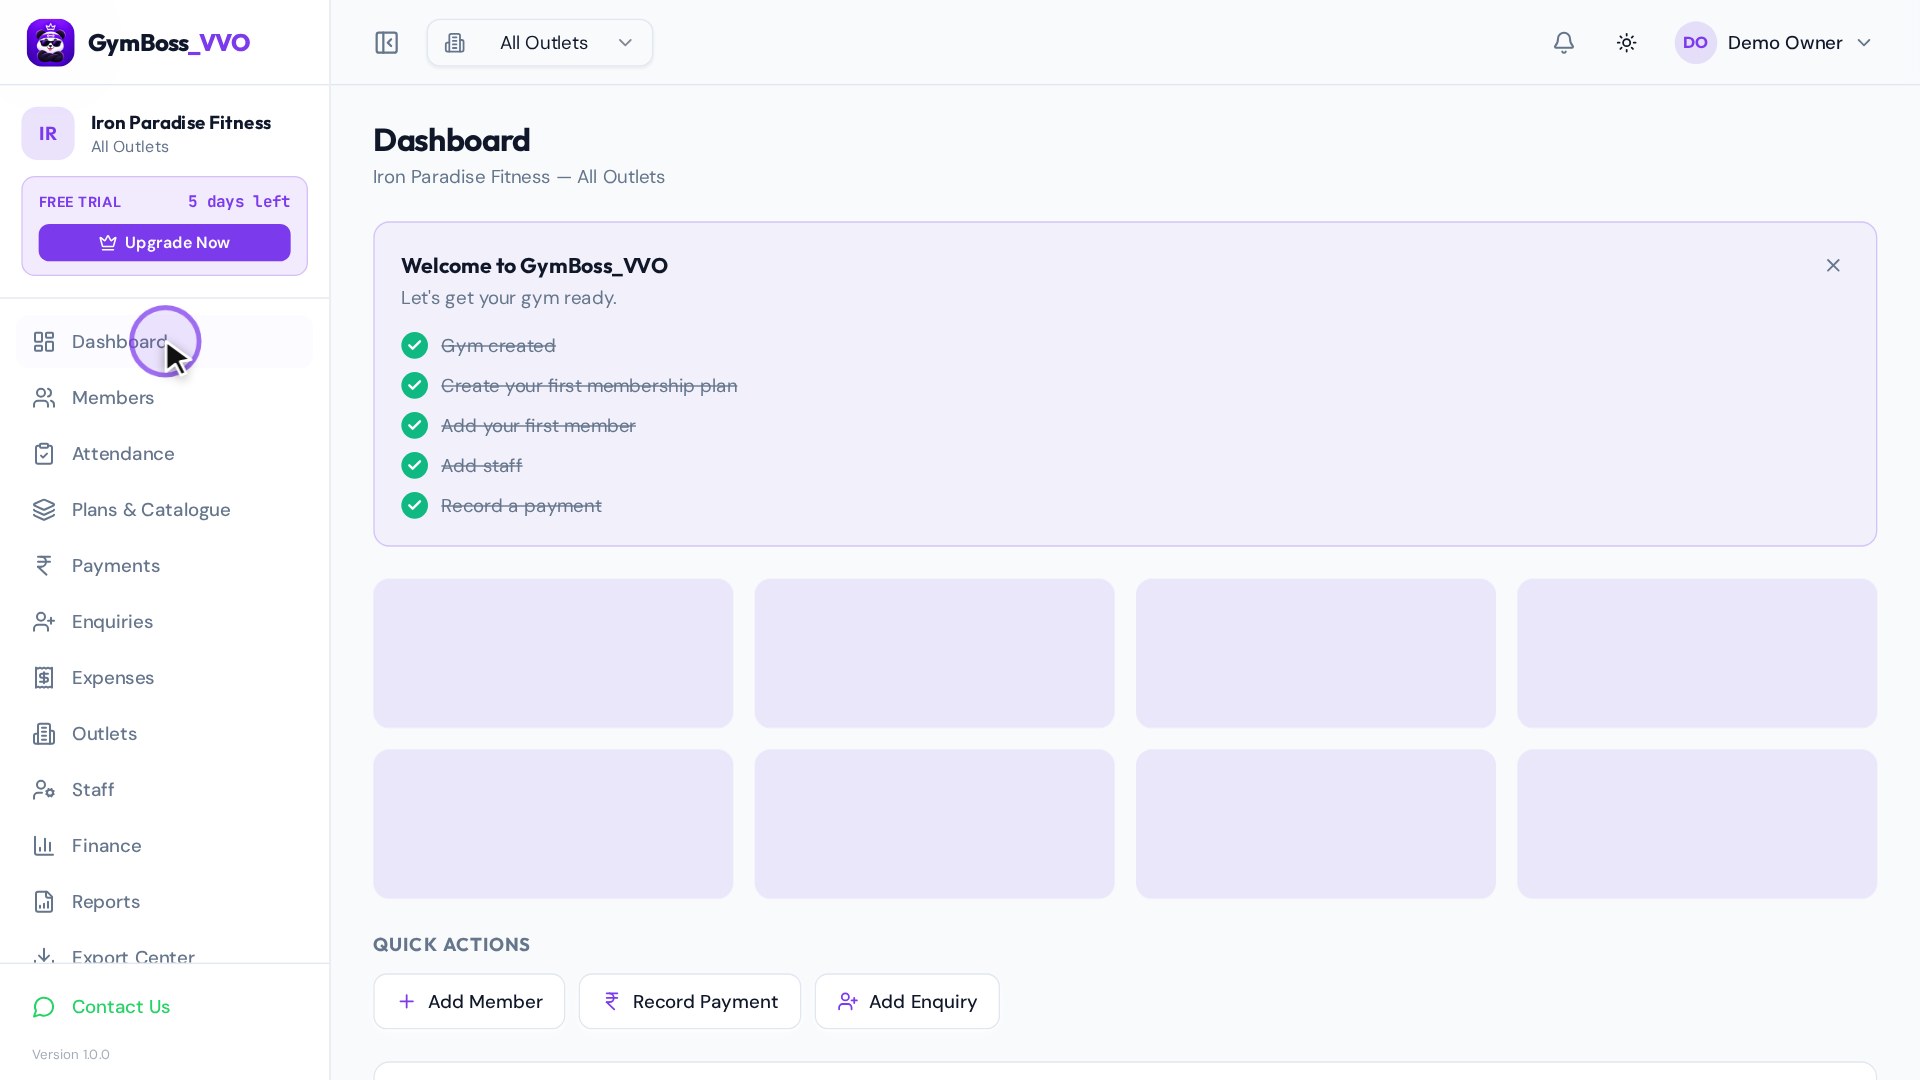 GymBoss_VVO
All Outlets
DO
Demo Owner
IR
Iron Paradise Fitness
All Outlets
FREE TRIAL
5 days left
Upgrade Now
Dashboard
Members
Attendance
Plans & Catalogue
Payments
Enquiries
Expenses
Outlets
Staff
Finance
Reports
Export Center
Contact Us
Version 1.0.0
Dashboard
Iron Paradise Fitness — All Outlets
Welcome to GymBoss_VVO
Let's get your gym ready.
Gym created
Create your first membership plan
Add your first member
Add staff
Record a payment
QUICK ACTIONS
Add Member
Record Payment
Add Enquiry